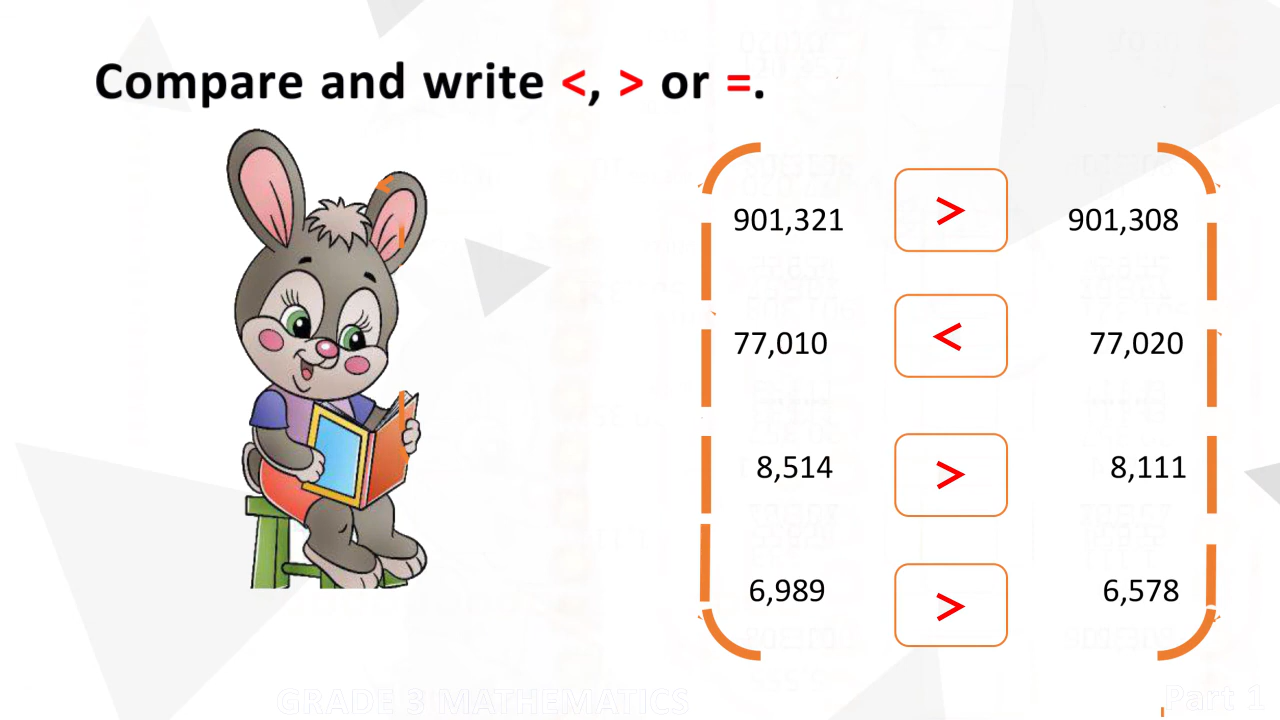 Compare and write <, > or =.
901,321 > 901,308
77,010 < 77,020
8,514 > 8,111
6,989 > 6,578
GRADE 3 MATHEMATICS
Part 1